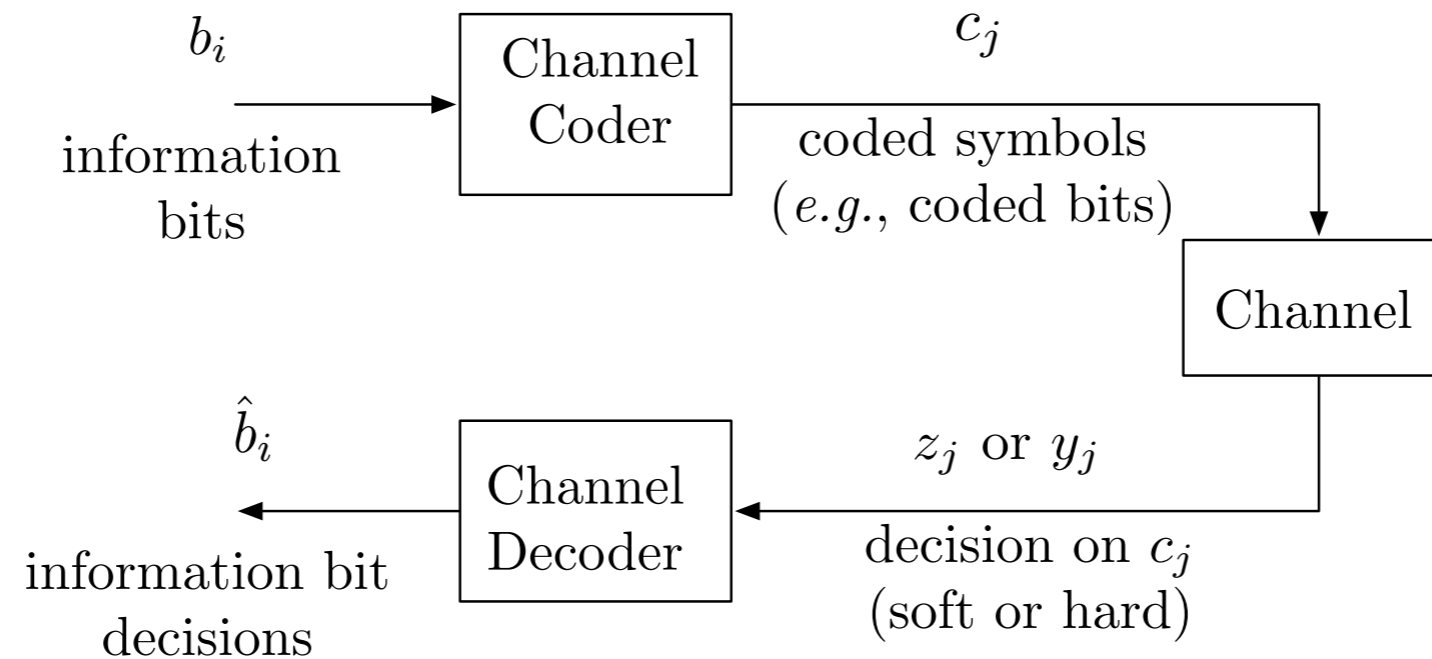 b_i
information
bits
Channel
Coder
c_j
coded symbols
(e.g., coded bits)
Channel
z_j or y_j
decision on c_j
(soft or hard)
Channel
Decoder
b̂_i
information bit
decisions